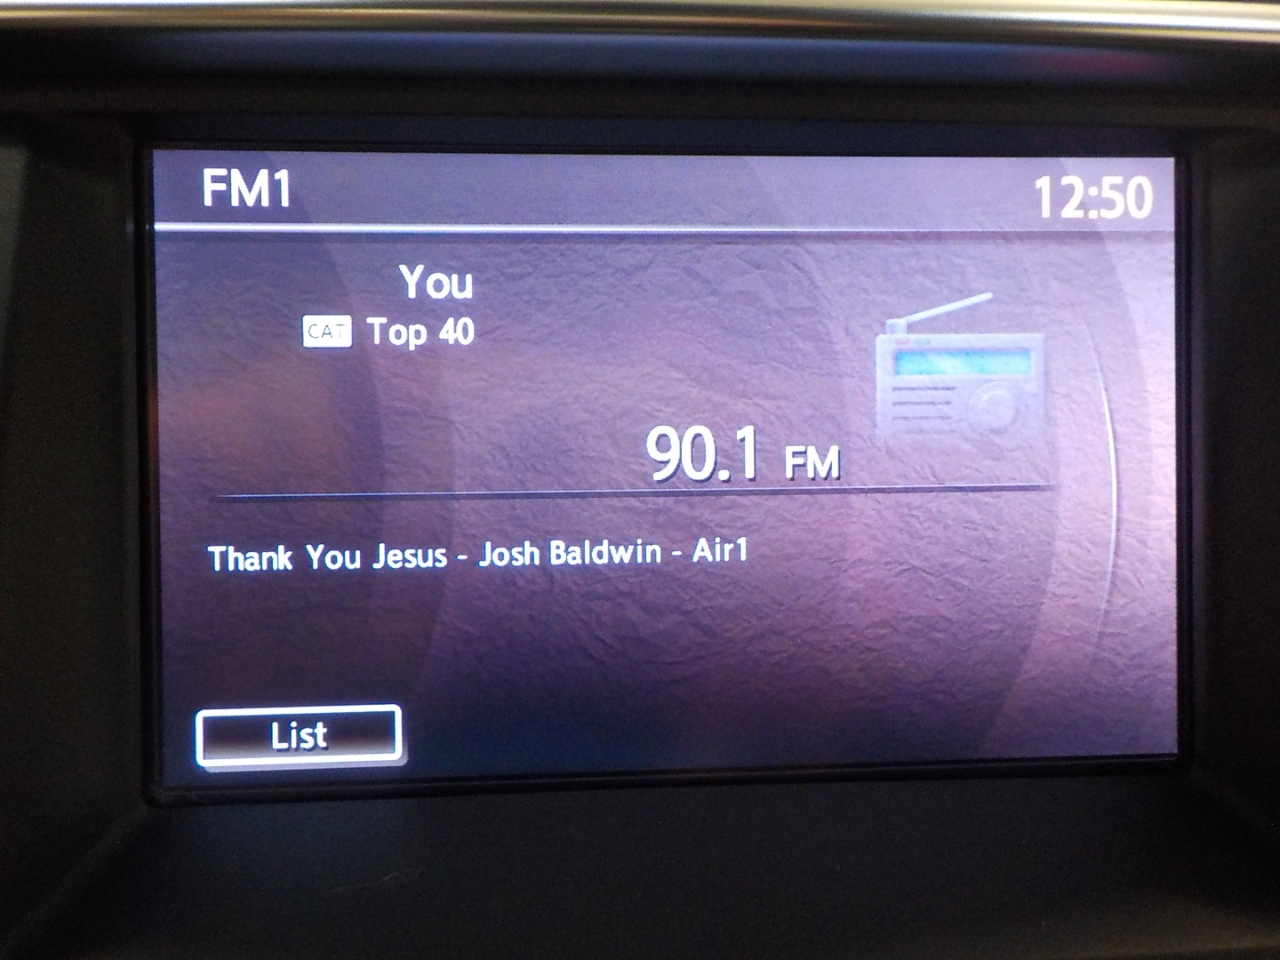 FM1
12:50
You
CAT Top 40
90.1 FM
Thank You Jesus - Josh Baldwin - Air1
List